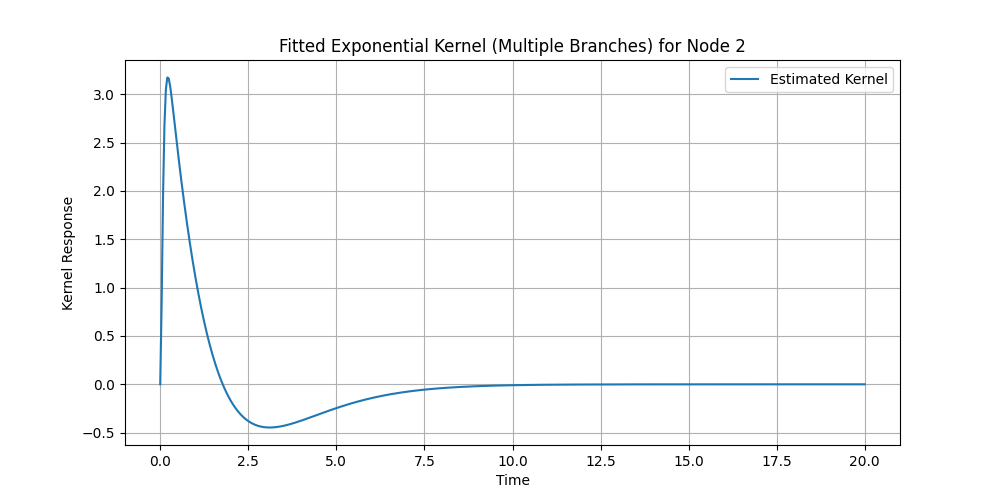 Fitted Exponential Kernel (Multiple Branches) for Node 2
Estimated Kernel
Kernel Response
3.0
2.5
2.0
1.5
1.0
0.5
0.0
−0.5
0.0 2.5 5.0 7.5 10.0 12.5 15.0 17.5 20.0
Time